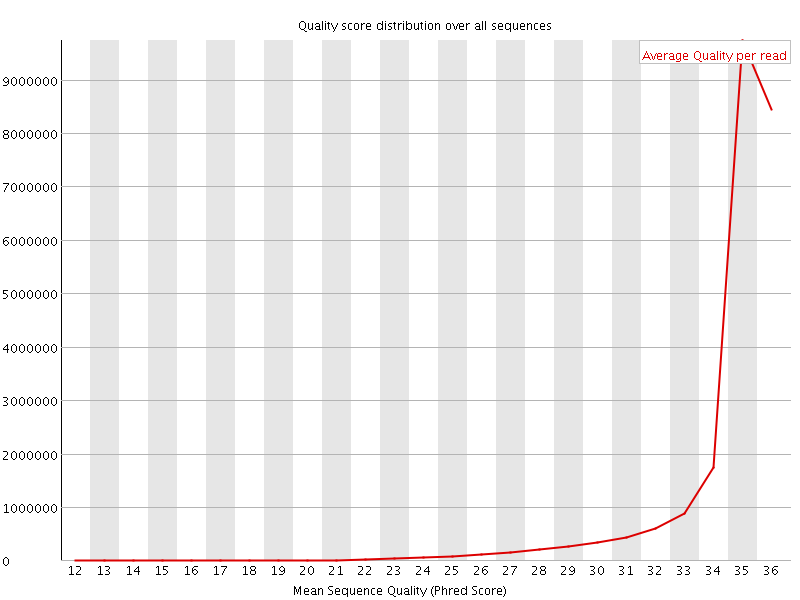 Quality score distribution over all sequences
Average Quality per read
9000000
8000000
7000000
6000000
5000000
4000000
3000000
2000000
1000000
0
12 13 14 15 16 17 18 19 20 21 22 23 24 25 26 27 28 29 30 31 32 33 34 35 36
Mean Sequence Quality (Phred Score)